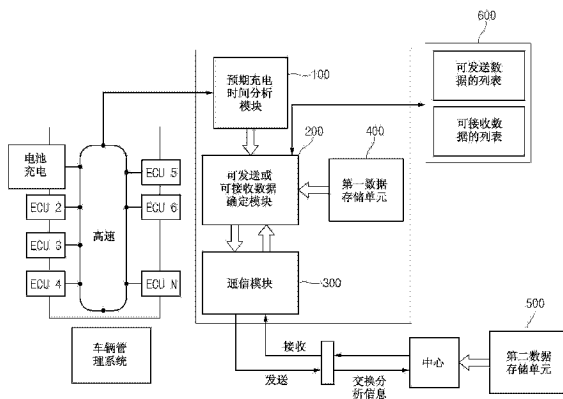 600
可发送数
据的列表
可接收数
据的列表
100
预期充电
时间分析
模块
200
可发送或
可接收数据
确定模块
400
第一数据
存储单元
电池
充电
ECU 2
ECU 3
ECU 4
高速
ECU 5
ECU 6
ECU N
通信模块
300
车辆管
理系统
接收
发送
交换分
析信息
中心
500
第二数据
存储单元